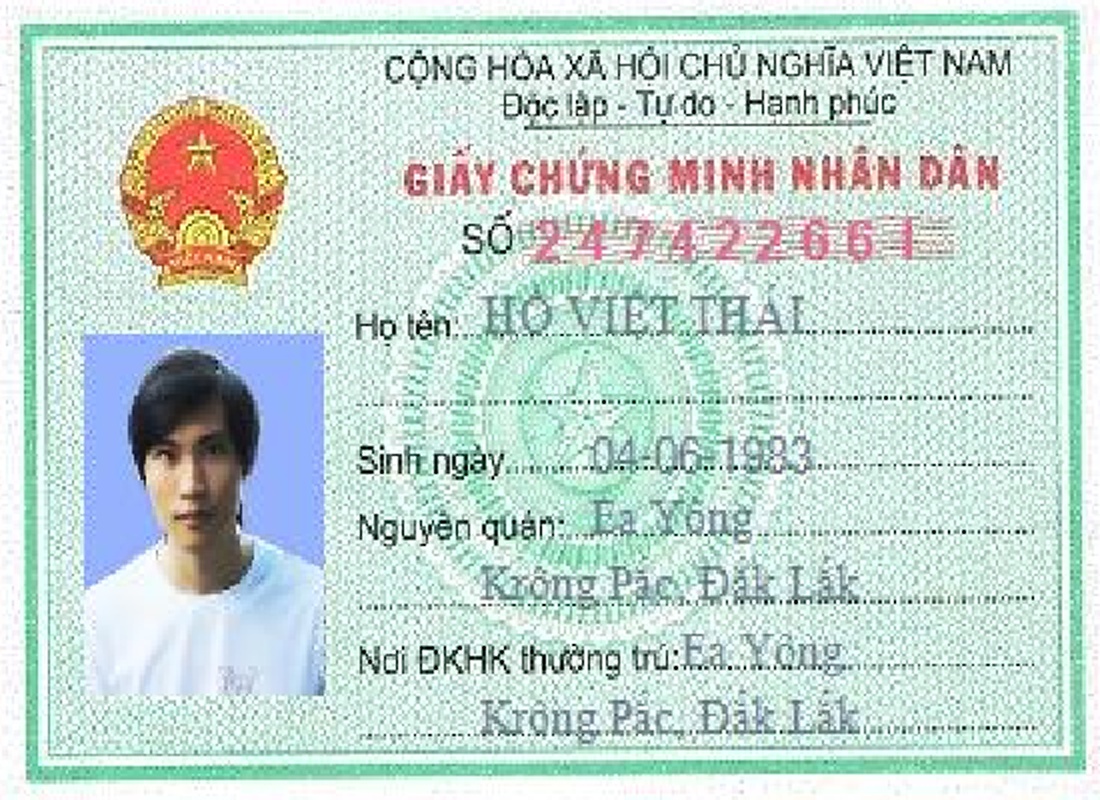 CỘNG HÒA XÃ HỘI CHỦ NGHĨA VIỆT NAM
Độc lập - Tự do - Hạnh phúc
GIẤY CHỨNG MINH NHÂN DÂN
SỐ 247422661
Họ tên: HỒ VIỆT THÁI
Sinh ngày 04-06-1983
Nguyên quán: Ea Yông
Krông Pắc, Đắk Lắk
Nơi ĐKHK thường trú: Ea Yông
Krông Pắc, Đắk Lắk